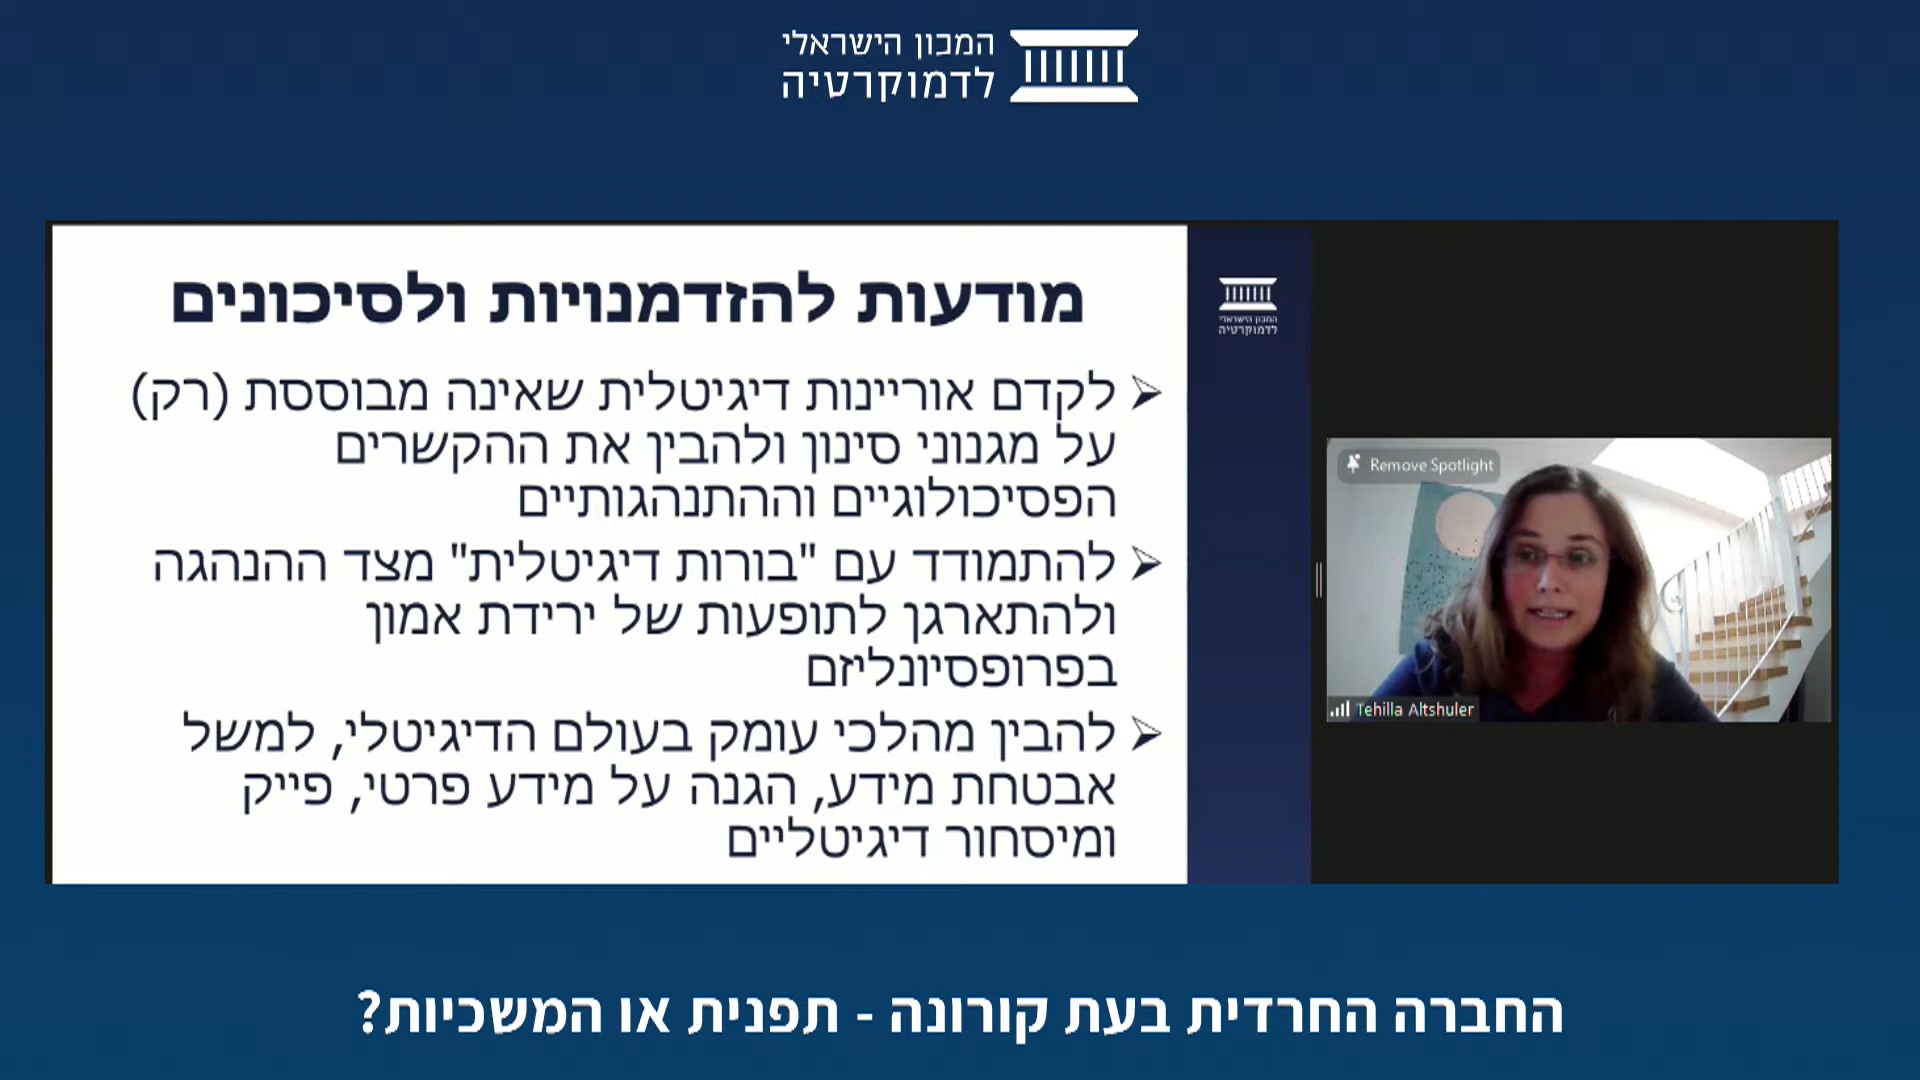 המכון הישראלי
לדמוקרטיה
מודעות להזדמנויות ולסיכונים
המכון הישראלי
לדמוקרטיה
➢ לקדם אוריינות דיגיטלית שאינה מבוססת (רק)
על מגנוני סינון ולהבין את ההקשרים
הפסיכולוגיים וההתנהגותיים
➢ להתמודד עם "בורות דיגיטלית" מצד ההנהגה
ולהתארגן לתופעות של ירידת אמון
בפרופסיונליזם
➢ להבין מהלכי עומק בעולם הדיגיטלי, למשל
אבטחת מידע, הגנה על מידע פרטי, פייק
ומיסחור דיגיטליים
Remove Spotlight
Tehilla Altshuler
החברה החרדית בעת קורונה - תפנית או המשכיות?